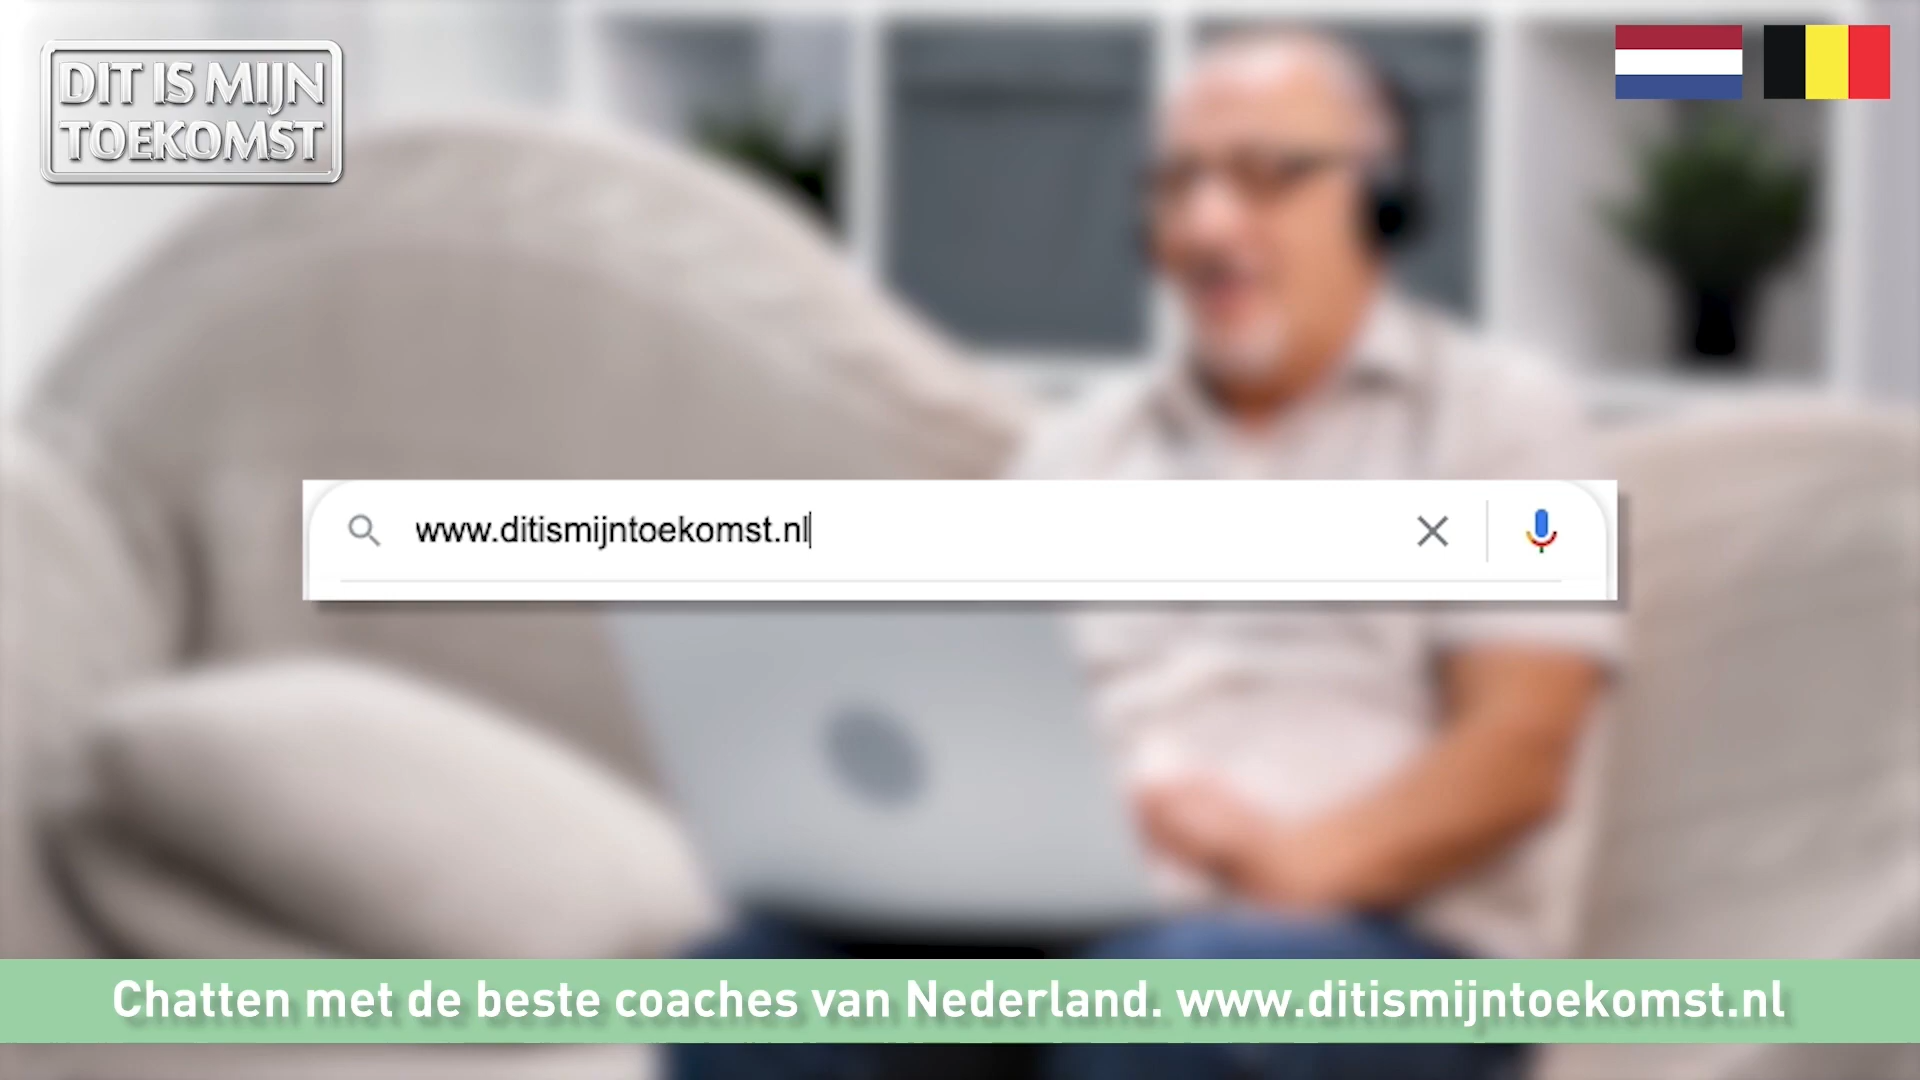 DIT IS MIJN
TOEKOMST
www.ditismijntoekomst.nl
Chatten met de beste coaches van Nederland. www.ditismijntoekomst.nl